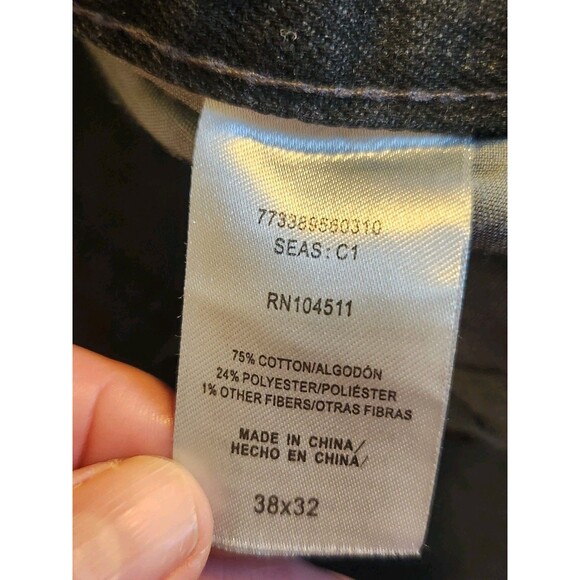 773389560310
SEAS: C1
RN104511
75% COTTON/ALGODÓN
24% POLYESTER/POLIÉSTER
1% OTHER FIBERS/OTRAS FIBRAS
MADE IN CHINA/
HECHO EN CHINA/
38x32